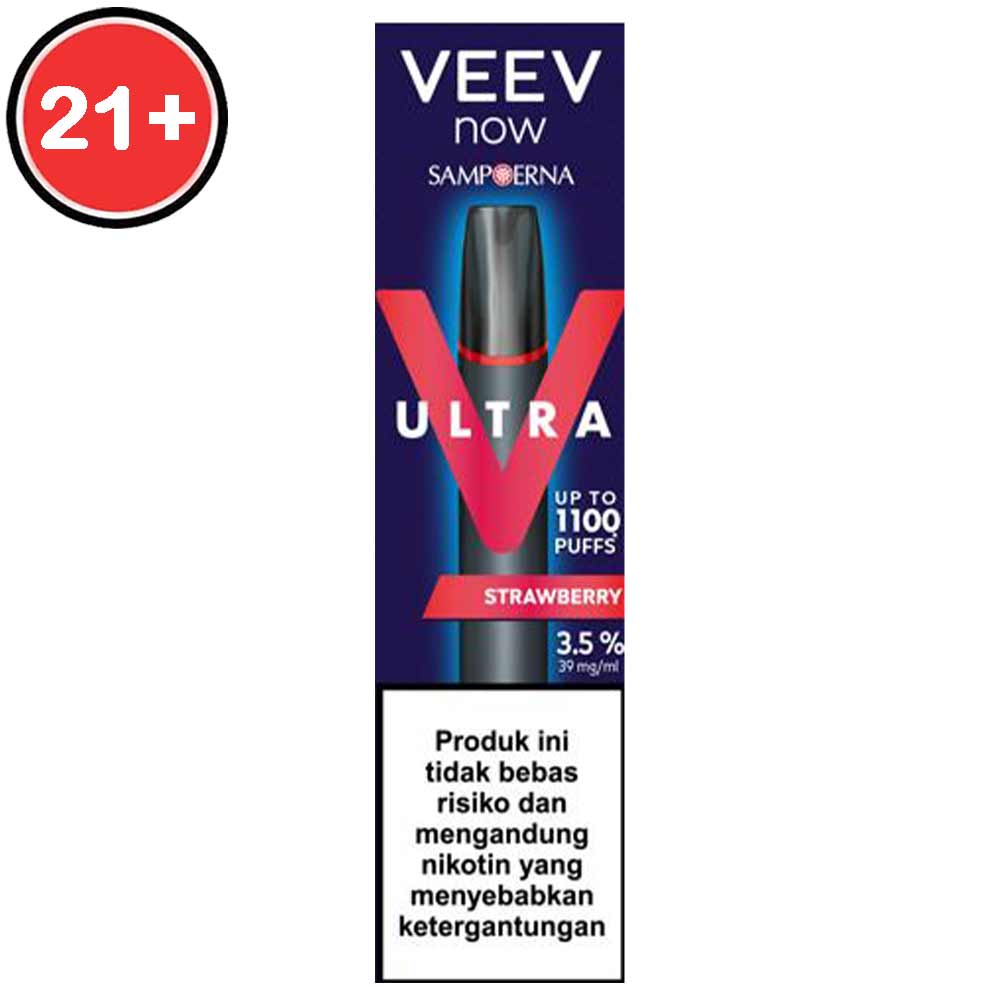 21+
VEEV
now
SAMPOERNA
ULTRA
UP TO
1100
PUFFS
STRAWBERRY
3.5 %
39 mg/ml
Produk ini
tidak bebas
risiko dan
mengandung
nikotin yang
menyebabkan
ketergantungan